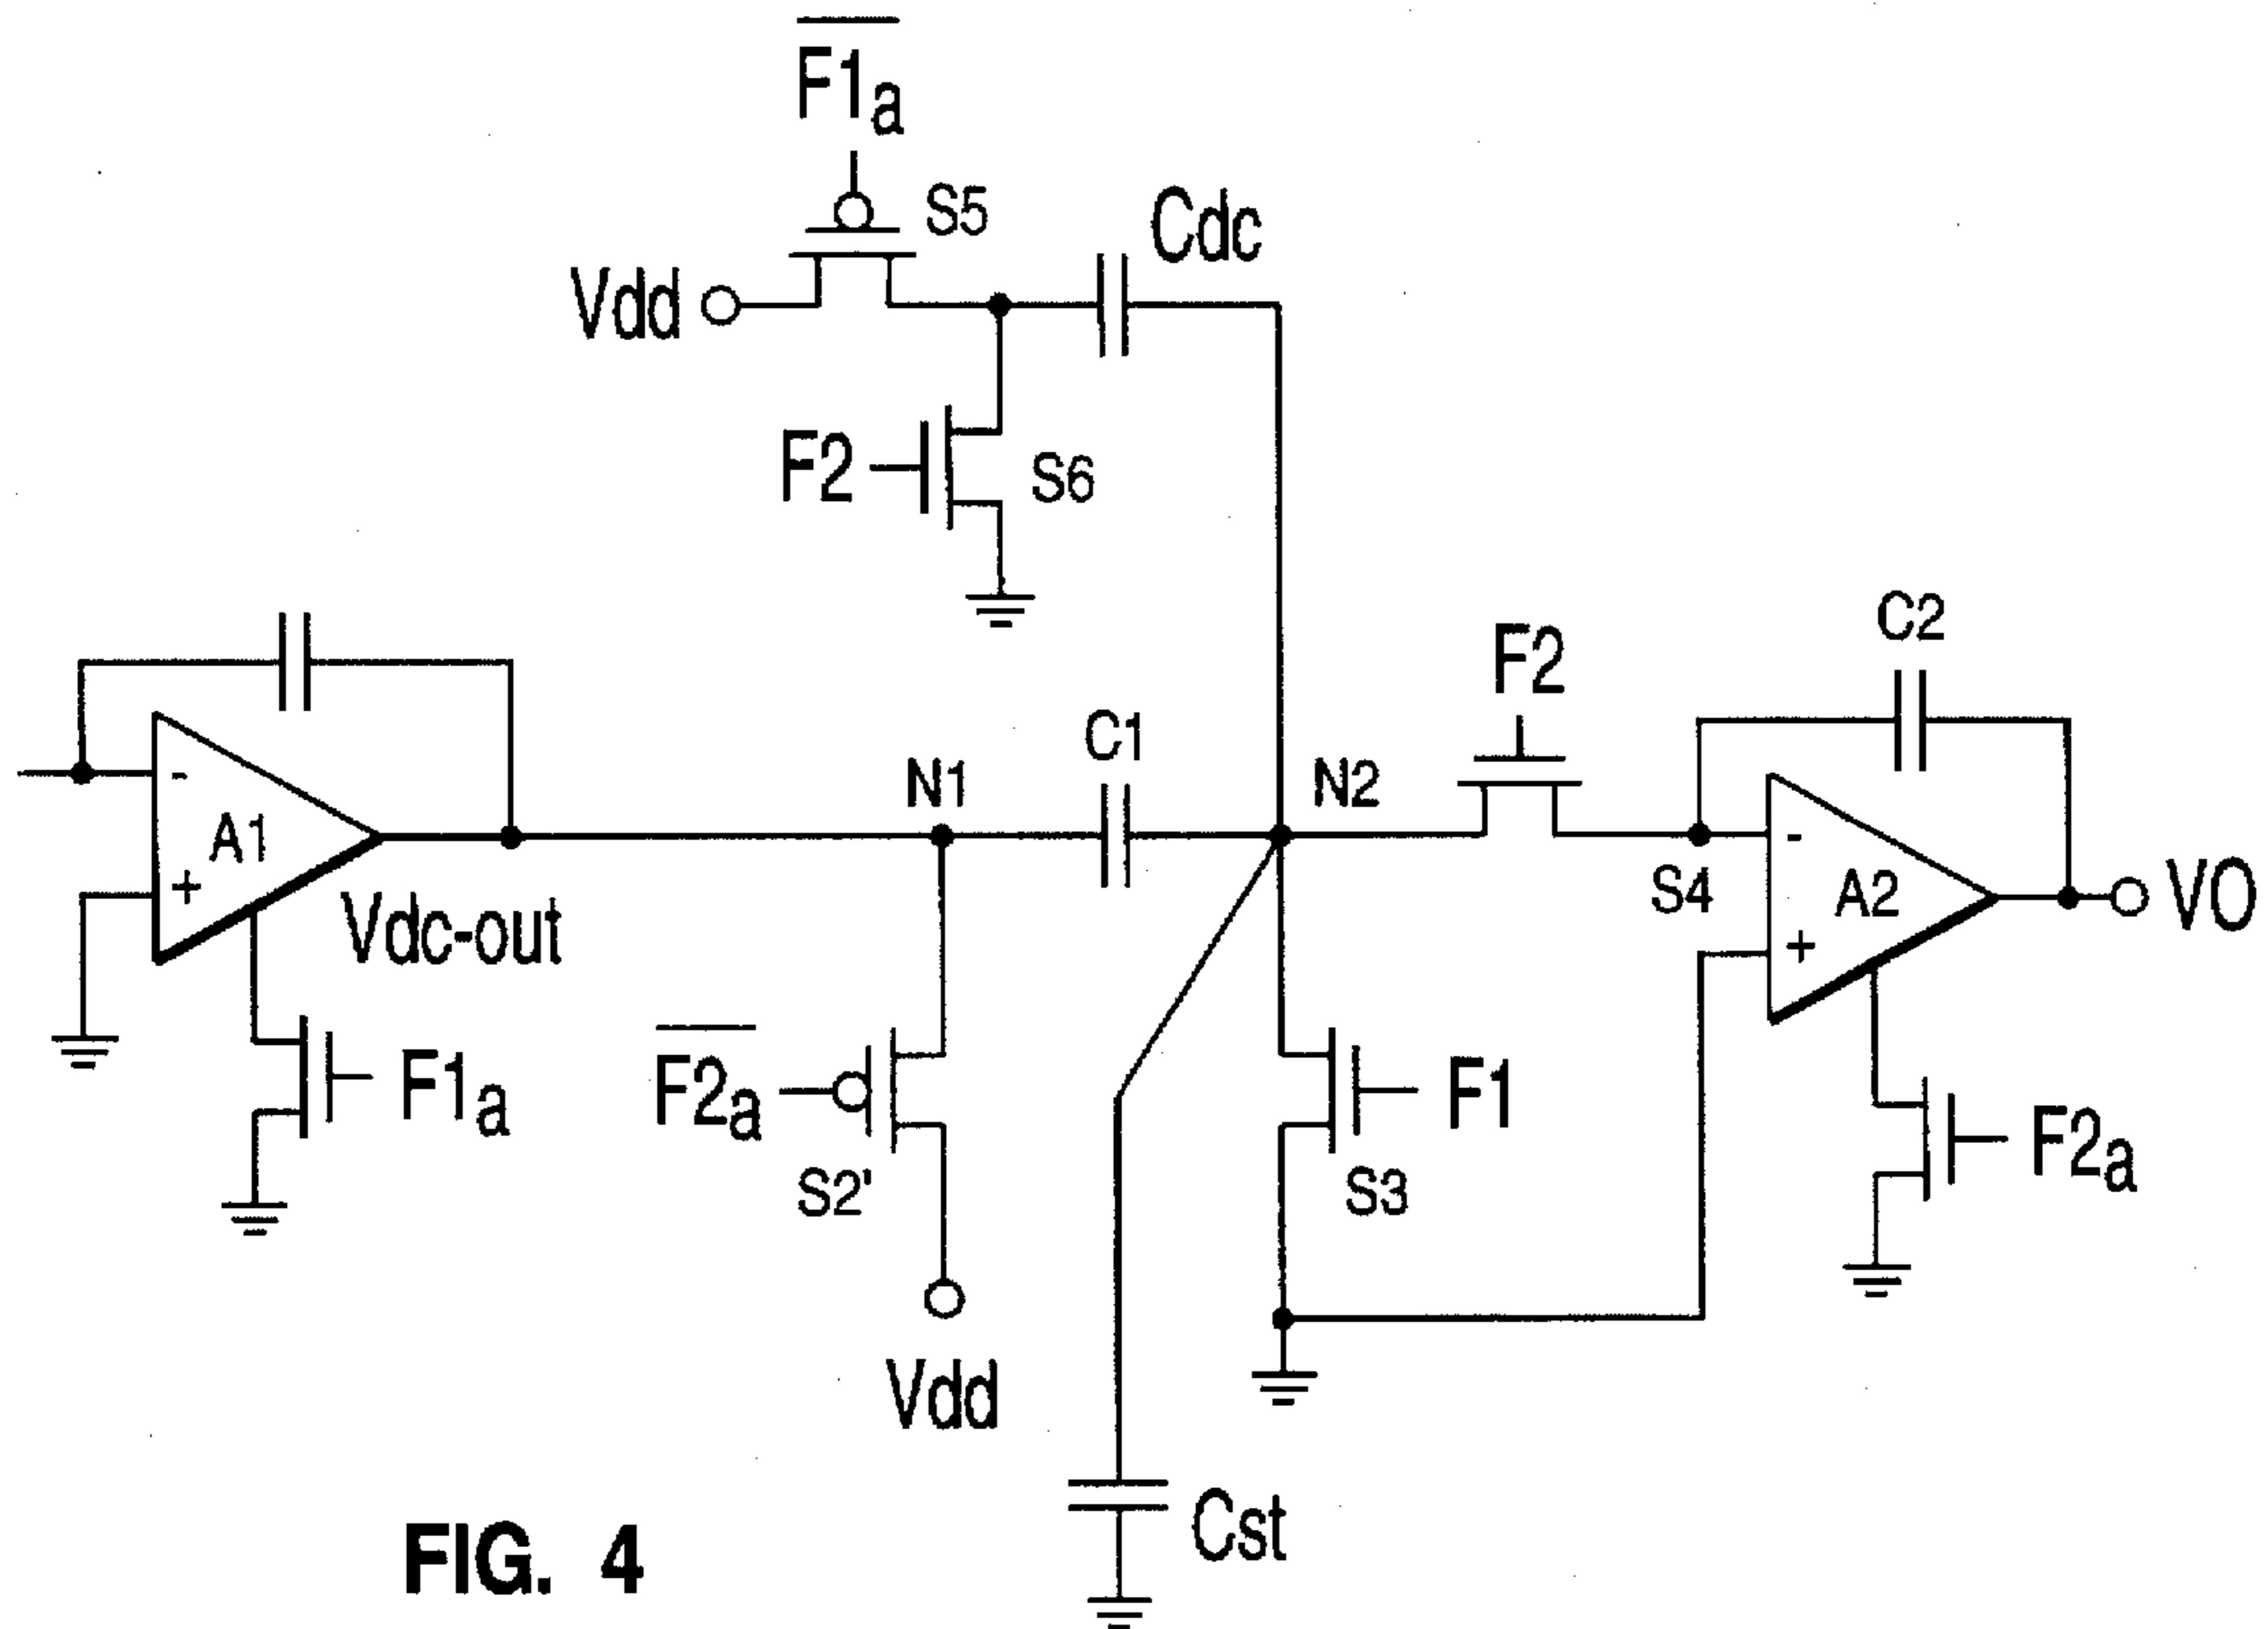 F1a
S5
Cdc
Vdd
F2
S6
F2
C2
C1
N1
N2
A1
-
+
Vdc-out
S4
A2
-
+
VO
F1a
F2a
S2'
F1
S3
F2a
Vdd
Cst
FIG. 4